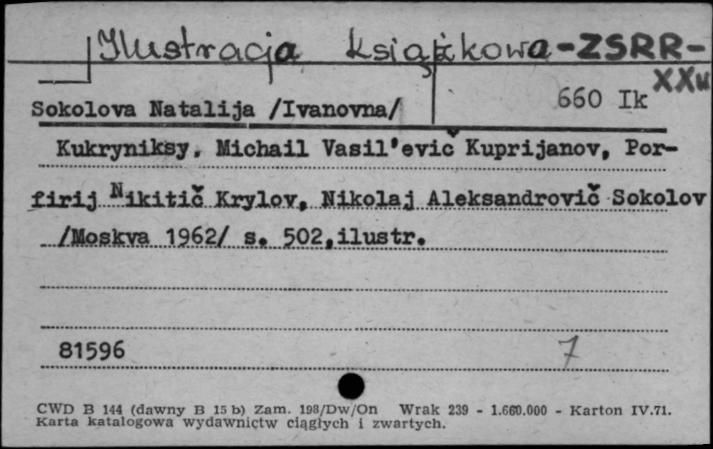 Ilustracja książkowa-ZSRR-
XXw
Sokolova Natalija /Ivanovna/ 660 Ik
Kukryniksy, Michail Vasil'evič Kuprijanov, Por-
firij Nikitič Krylov, Nikolaj Aleksandrovič Sokolov
/Moskva 1962/ s. 502,ilustr.
81596 7
CWD B 144 (dawny B 15 b) Zam. 198/Dw/On Wrak 239 - 1.660.000 - Karton IV.71.
Karta katalogowa wydawnictw ciągłych i zwartych.